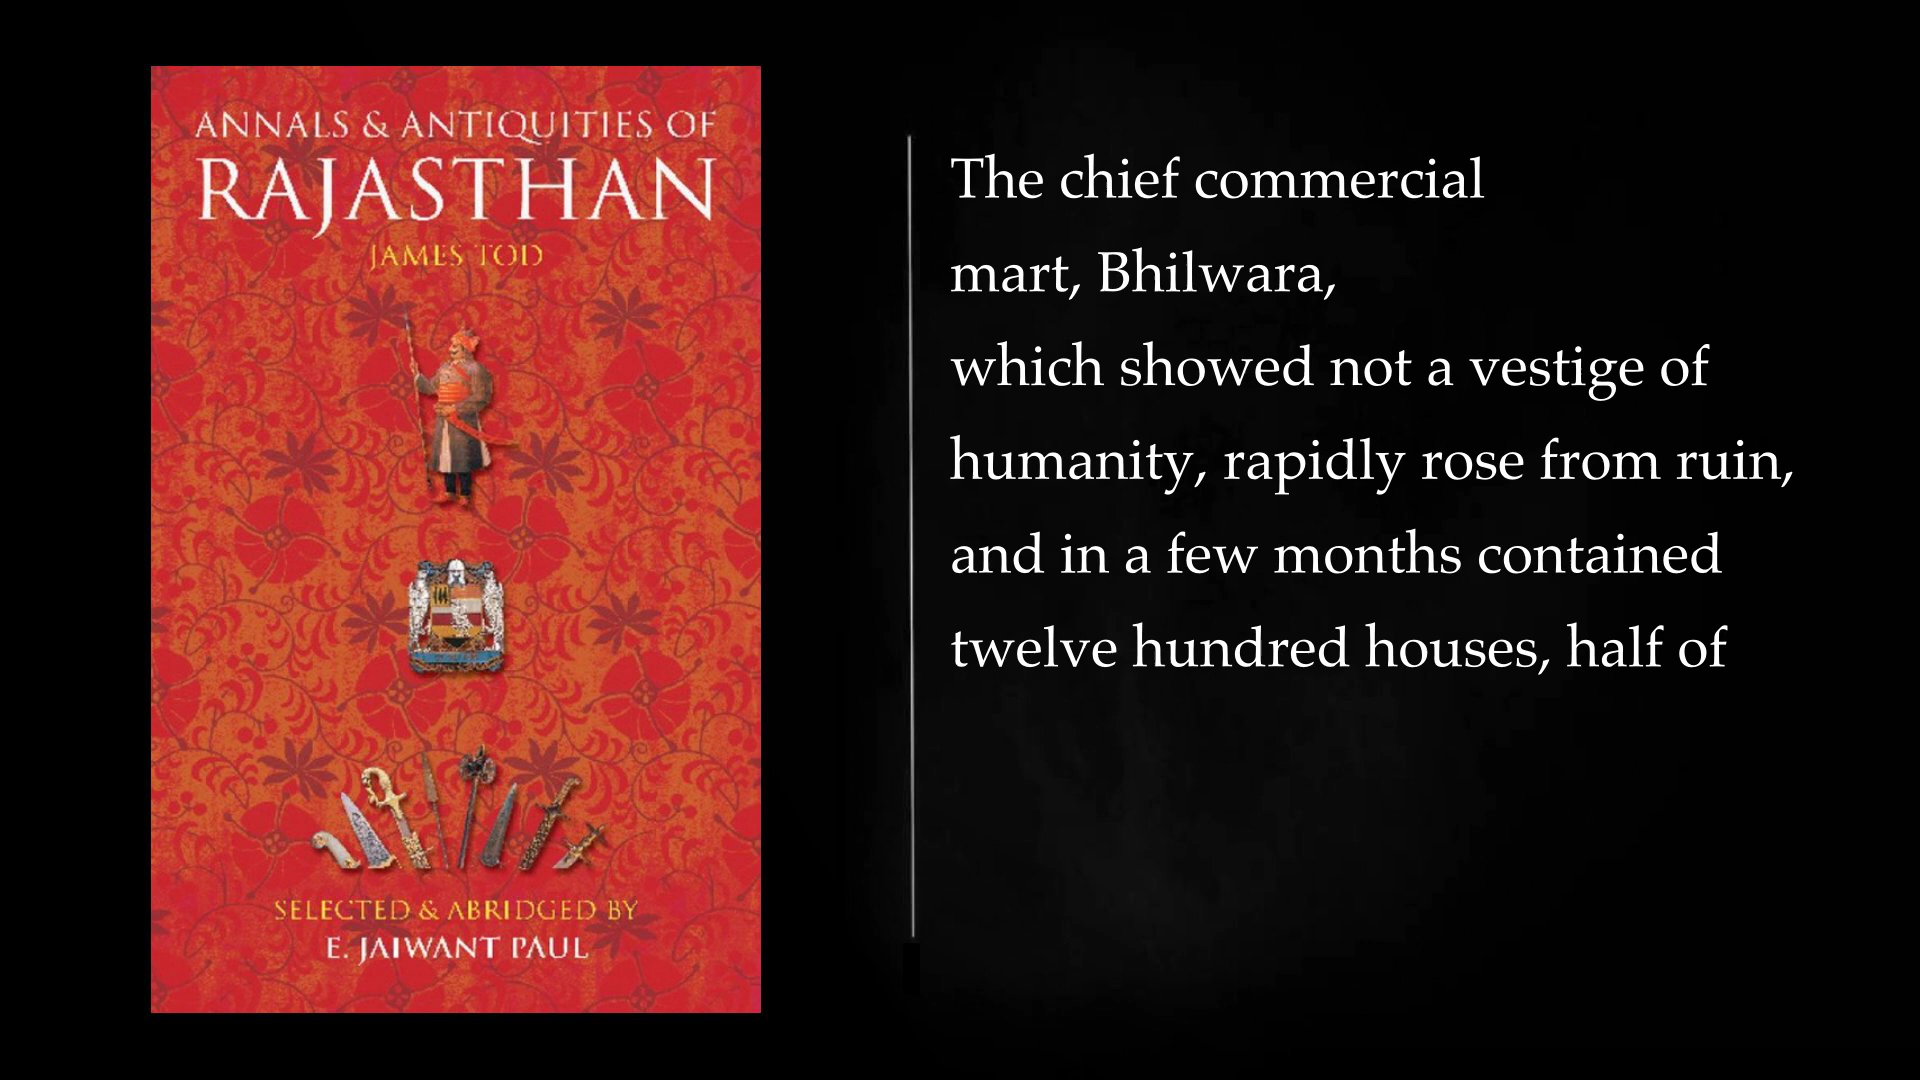 ANNALS & ANTIQUITIES OF
RAJASTHAN
JAMES TOD
SELECTED & ABRIDGED BY
E. JAIWANT PAUL
The chief commercial
mart, Bhilwara,
which showed not a vestige of
humanity, rapidly rose from ruin,
and in a few months contained
twelve hundred houses, half of